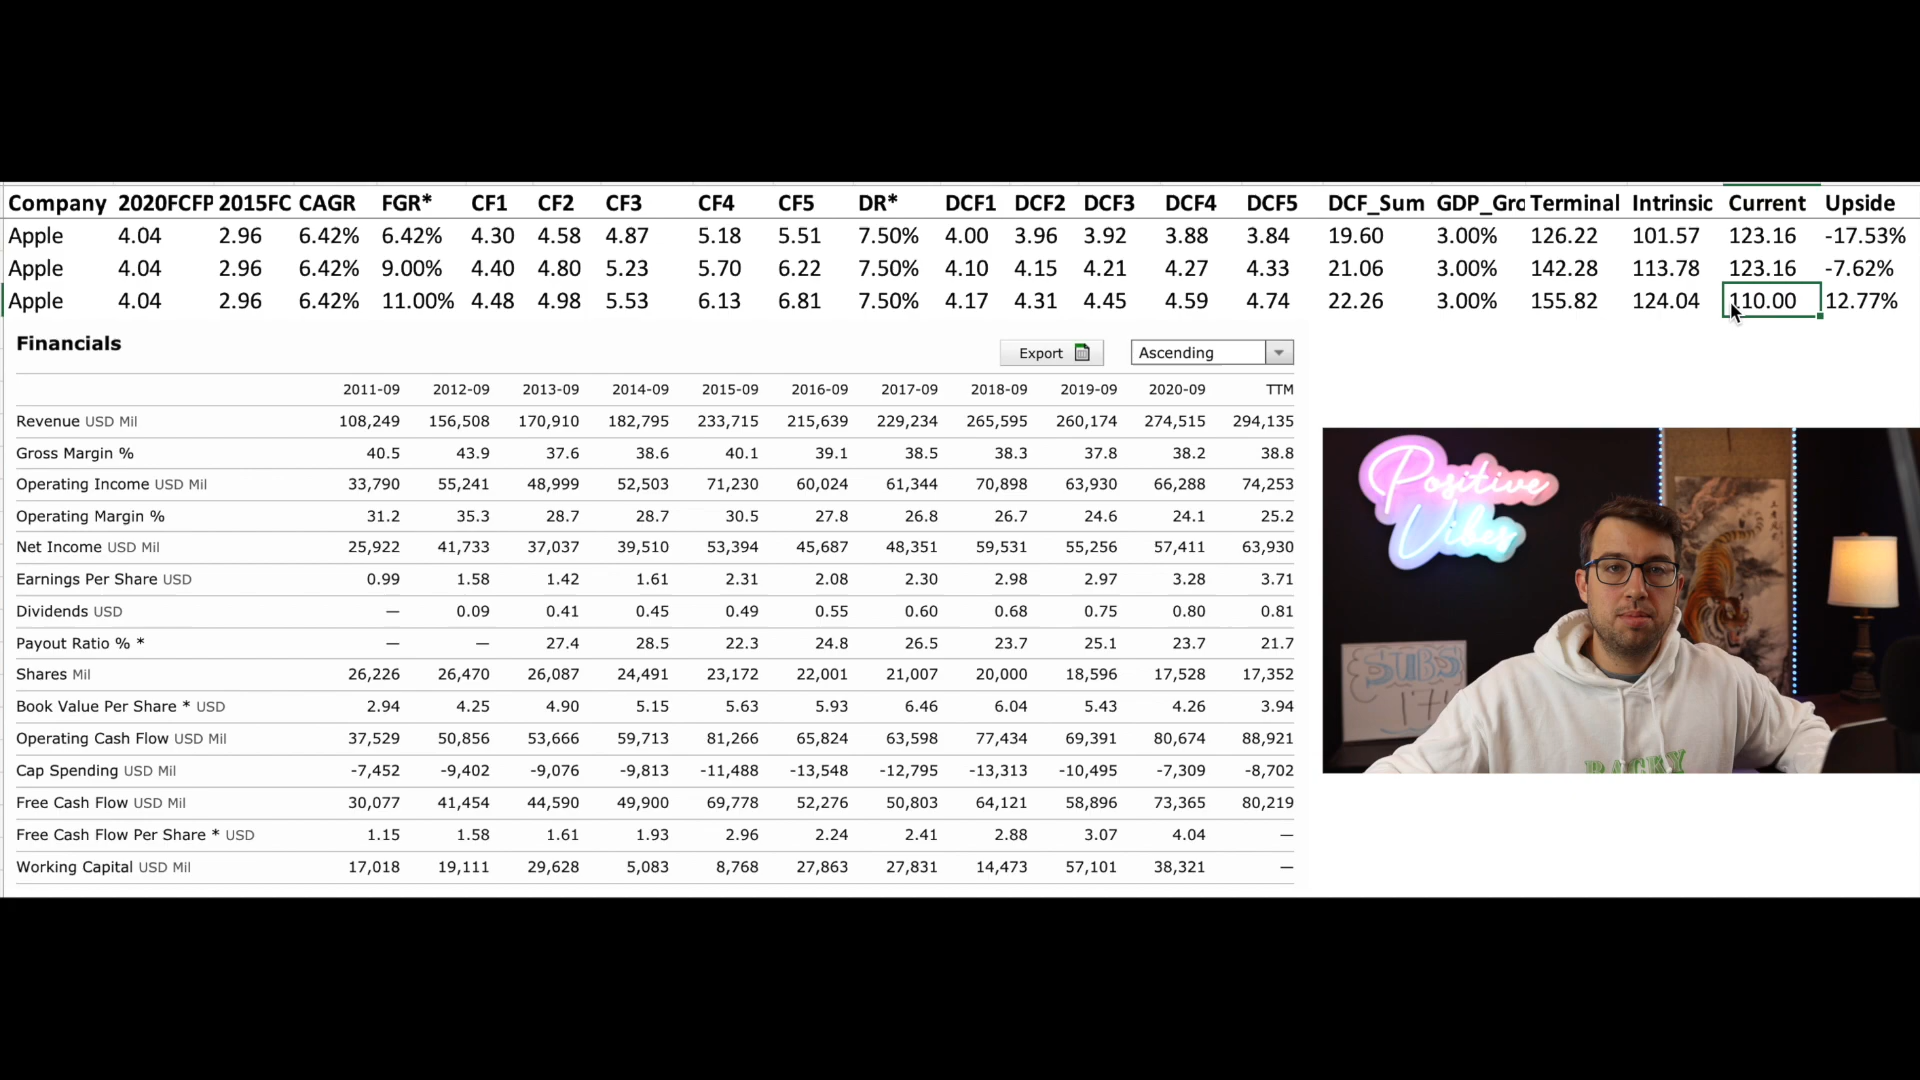 Company 2020FCFP 2015FC CAGR FGR* CF1 CF2 CF3 CF4 CF5 DR* DCF1 DCF2 DCF3 DCF4 DCF5 DCF_Sum GDP_Gro Terminal Intrinsic Current Upside
Apple 4.04 2.96 6.42% 6.42% 4.30 4.58 4.87 5.18 5.51 7.50% 4.00 3.96 3.92 3.88 3.84 19.60 3.00% 126.22 101.57 123.16 -17.53%
Apple 4.04 2.96 6.42% 9.00% 4.40 4.80 5.23 5.70 6.22 7.50% 4.10 4.15 4.21 4.27 4.33 21.06 3.00% 142.28 113.78 123.16 -7.62%
Apple 4.04 2.96 6.42% 11.00% 4.48 4.98 5.53 6.13 6.81 7.50% 4.17 4.31 4.45 4.59 4.74 22.26 3.00% 155.82 124.04 110.00 12.77%
Financials
Export Ascending
2011-09 2012-09 2013-09 2014-09 2015-09 2016-09 2017-09 2018-09 2019-09 2020-09 TTM
Revenue USD Mil 108,249 156,508 170,910 182,795 233,715 215,639 229,234 265,595 260,174 274,515 294,135
Gross Margin % 40.5 43.9 37.6 38.6 40.1 39.1 38.5 38.3 37.8 38.2 38.8
Operating Income USD Mil 33,790 55,241 48,999 52,503 71,230 60,024 61,344 70,898 63,930 66,288 74,253
Operating Margin % 31.2 35.3 28.7 28.7 30.5 27.8 26.8 26.7 24.6 24.1 25.2
Net Income USD Mil 25,922 41,733 37,037 39,510 53,394 45,687 48,351 59,531 55,256 57,411 63,930
Earnings Per Share USD 0.99 1.58 1.42 1.61 2.31 2.08 2.30 2.98 2.97 3.28 3.71
Dividends USD — 0.09 0.41 0.45 0.49 0.55 0.60 0.68 0.75 0.80 0.81
Payout Ratio % * — — 27.4 28.5 22.3 24.8 26.5 23.7 25.1 23.7 21.7
Shares Mil 26,226 26,470 26,087 24,491 23,172 22,001 21,007 20,000 18,596 17,528 17,352
Book Value Per Share * USD 2.94 4.25 4.90 5.15 5.63 5.93 6.46 6.04 5.43 4.26 3.94
Operating Cash Flow USD Mil 37,529 50,856 53,666 59,713 81,266 65,824 63,598 77,434 69,391 80,674 88,921
Cap Spending USD Mil -7,452 -9,402 -9,076 -9,813 -11,488 -13,548 -12,795 -13,313 -10,495 -7,309 -8,702
Free Cash Flow USD Mil 30,077 41,454 44,590 49,900 69,778 52,276 50,803 64,121 58,896 73,365 80,219
Free Cash Flow Per Share * USD 1.15 1.58 1.61 1.93 2.96 2.24 2.41 2.88 3.07 4.04 —
Working Capital USD Mil 17,018 19,111 29,628 5,083 8,768 27,863 27,831 14,473 57,101 38,321 —
Positive
Vibes
SUBS